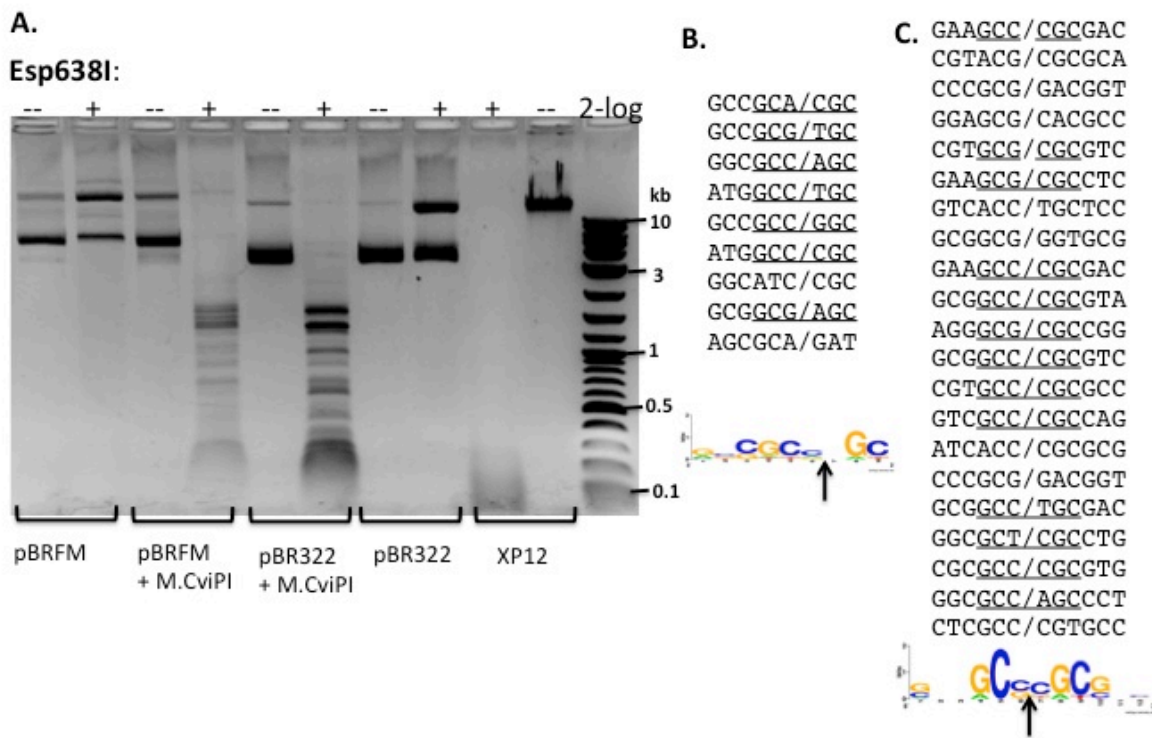 A.
Esp638I:
-- + -- + -- + -- + + -- 2-log
kb
10
3
1
0.5
0.1
pBRFM
pBRFM
+ M.CviPI
pBR322
+ M.CviPI
pBR322
XP12
B.
GCCGCA/CGC
GCCGCG/TGC
GGCGCC/AGC
ATGGCC/TGC
GCCGCC/GGC
ATGGCC/CGC
GGCATC/CGC
GCGGCG/AGC
AGCGCA/GAT
CGC GC
C.
GAAGCC/CGCGAC
CGTACG/CGCGCA
CCCGCG/GACGGT
GGAGCG/CACGCC
CGTGCG/CGCGTC
GAAGCG/CGCCTC
GTCACC/TGCTCC
GCGGCG/GGTGCG
GAAGCC/CGCGAC
GCGGCC/CGCGTA
AGGGCG/CGCCGG
GCGGCC/CGCGTC
CGTGCC/CGCGCC
GTCGCC/CGCCAG
ATCACC/CGCGCG
CCCGCG/GACGGT
GCGGCC/TGCGAC
GGCGCT/CGCCTG
CGCGCC/CGCGTG
GGCGCC/AGCCCT
CTCGCC/CGTGCC
GCCCGCG